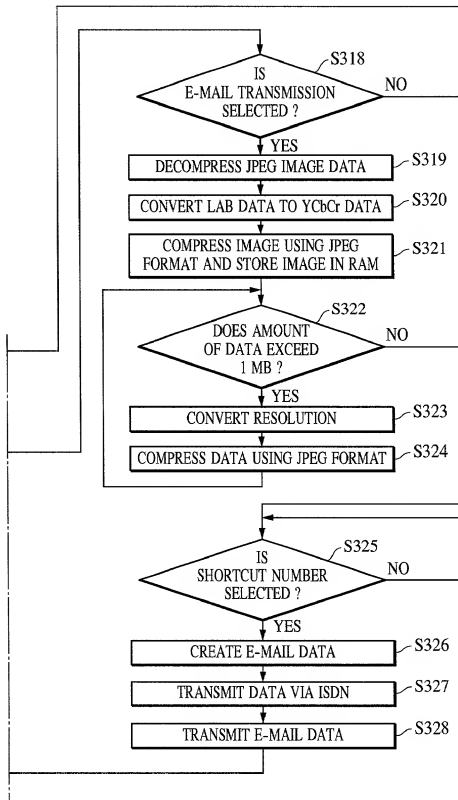 S318
IS
E-MAIL TRANSMISSION
SELECTED ?
NO
YES
DECOMPRESS JPEG IMAGE DATA
S319
CONVERT LAB DATA TO YCbCr DATA
S320
COMPRESS IMAGE USING JPEG
FORMAT AND STORE IMAGE IN RAM
S321
S322
DOES AMOUNT
OF DATA EXCEED
1 MB ?
NO
YES
CONVERT RESOLUTION
S323
COMPRESS DATA USING JPEG FORMAT
S324
S325
IS
SHORTCUT NUMBER
SELECTED ?
NO
YES
CREATE E-MAIL DATA
S326
TRANSMIT DATA VIA ISDN
S327
TRANSMIT E-MAIL DATA
S328